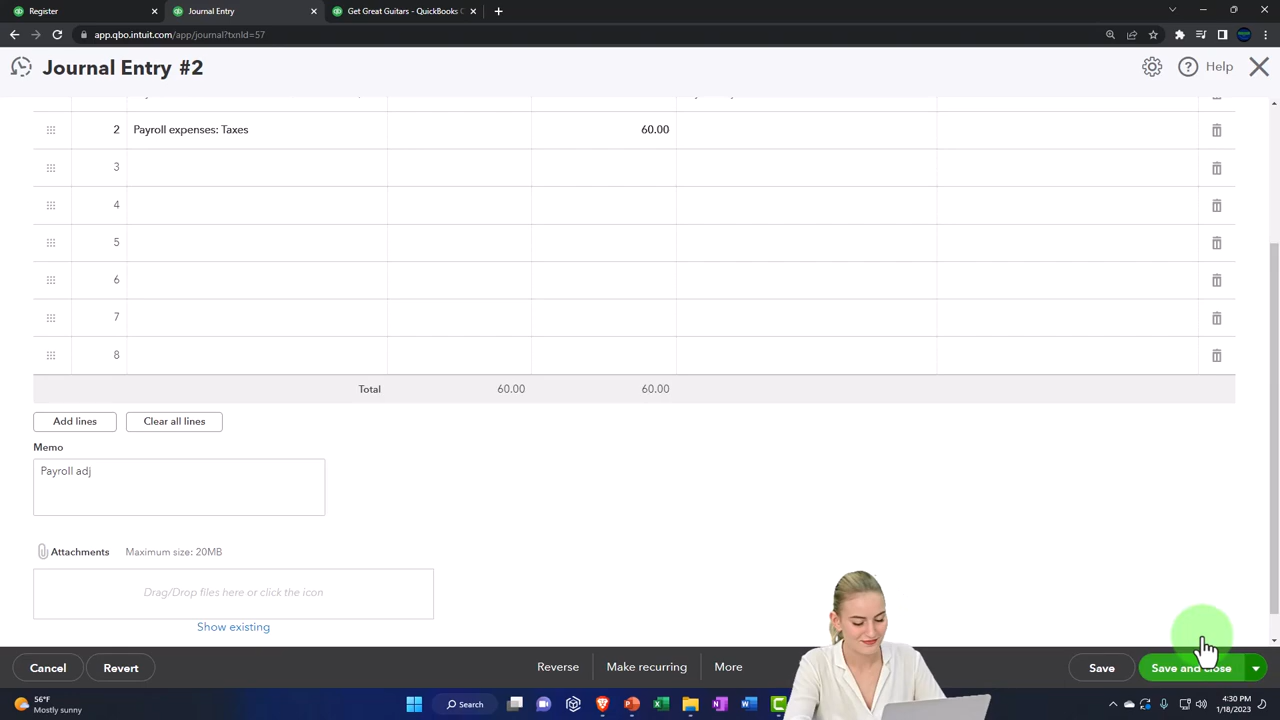 Register
Journal Entry
Get Great Guitars - QuickBooks
app.qbo.intuit.com/app/journal?txnId=57
Journal Entry #2
Help
2 Payroll expenses: Taxes 60.00
3
4
5
6
7
8
Total 60.00 60.00
Add lines
Clear all lines
Memo
Payroll adj
Attachments Maximum size: 20MB
Drag/Drop files here or click the icon
Show existing
Cancel
Revert
Reverse
Make recurring
More
Save
Save and close
56°F
Mostly sunny
Search
4:30 PM
1/18/2023